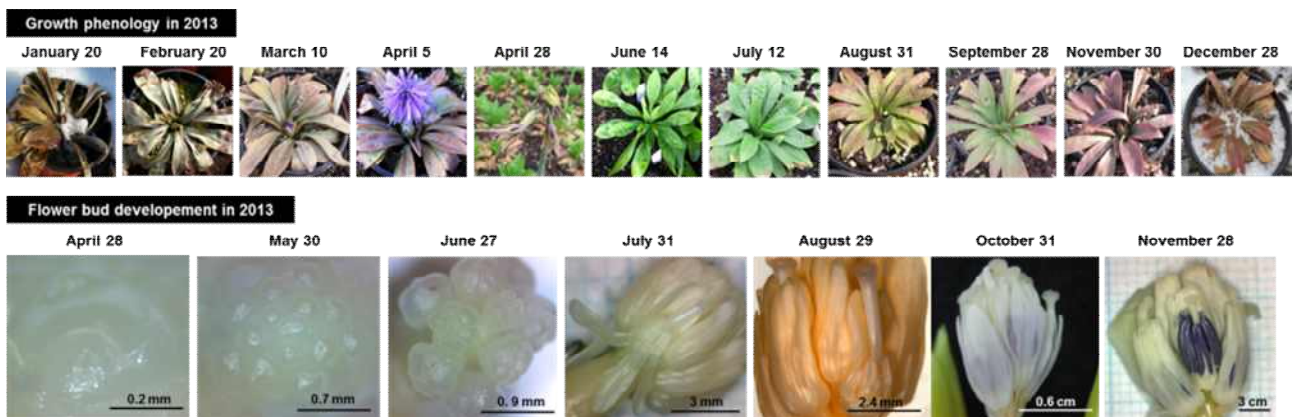 Growth phenology in 2013
January 20 February 20 March 10 April 5 April 28 June 14 July 12 August 31 September 28 November 30 December 28
Flower bud developement in 2013
April 28 May 30 June 27 July 31 August 29 October 31 November 28
0.2 mm 0.7 mm 0. 9 mm 3 mm 2.4 mm 0.6 cm 3 cm